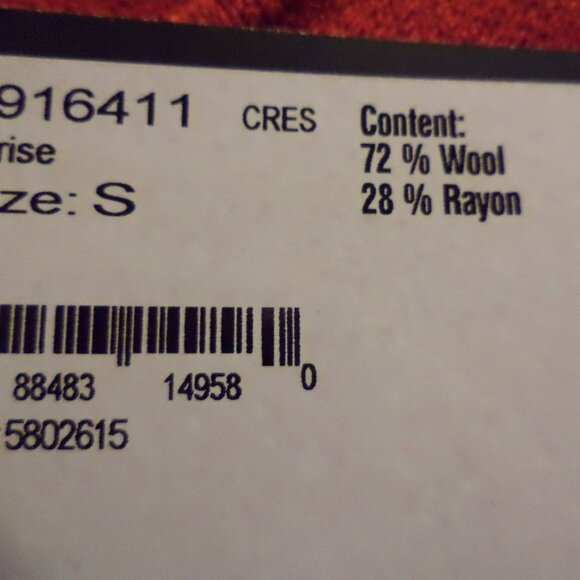 916411 CRES
rise
ze: S
Content:
72 % Wool
28 % Rayon
88483 14958 0
5802615